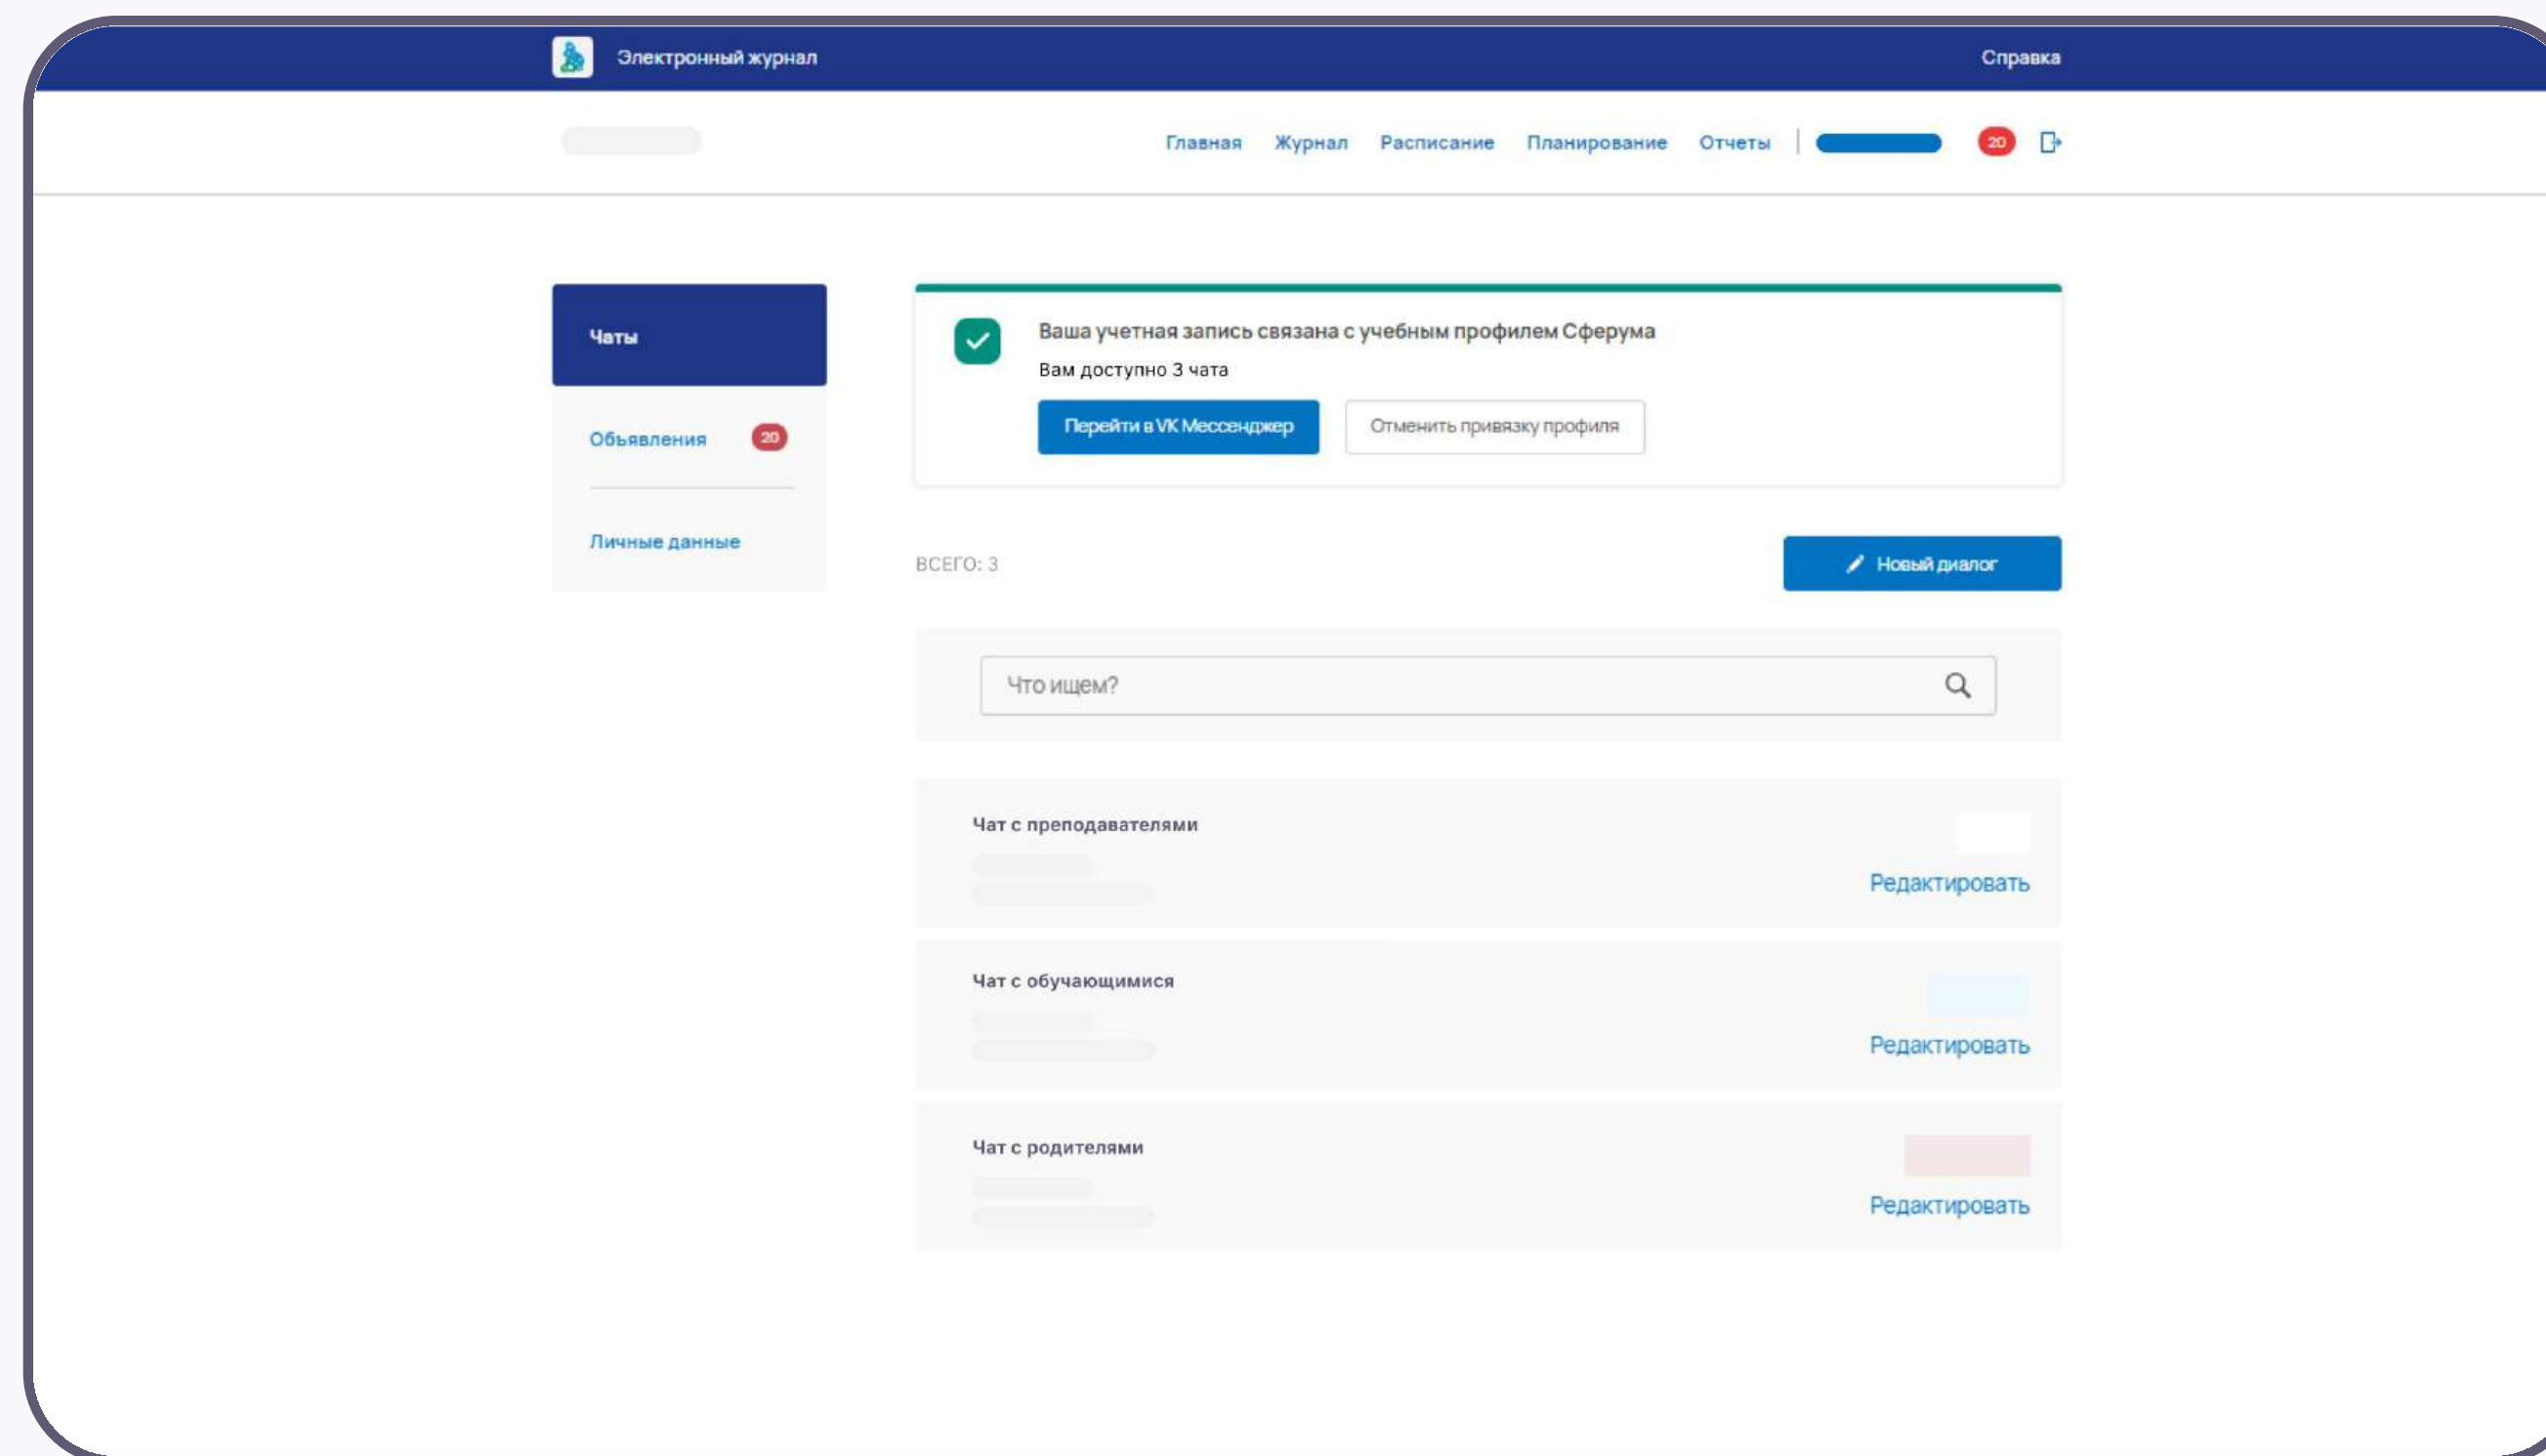 Электронный журнал
Справка
Главная Журнал Расписание Планирование Отчеты
20
Чаты
Объявления 20
Личные данные
Ваша учетная запись связана с учебным профилем Сферума
Вам доступно 3 чата
Перейти в VK Мессенджер
Отменить привязку профиля
ВСЕГО: 3
Новый диалог
Что ищем?
Чат с преподавателями
Редактировать
Чат с обучающимися
Редактировать
Чат с родителями
Редактировать